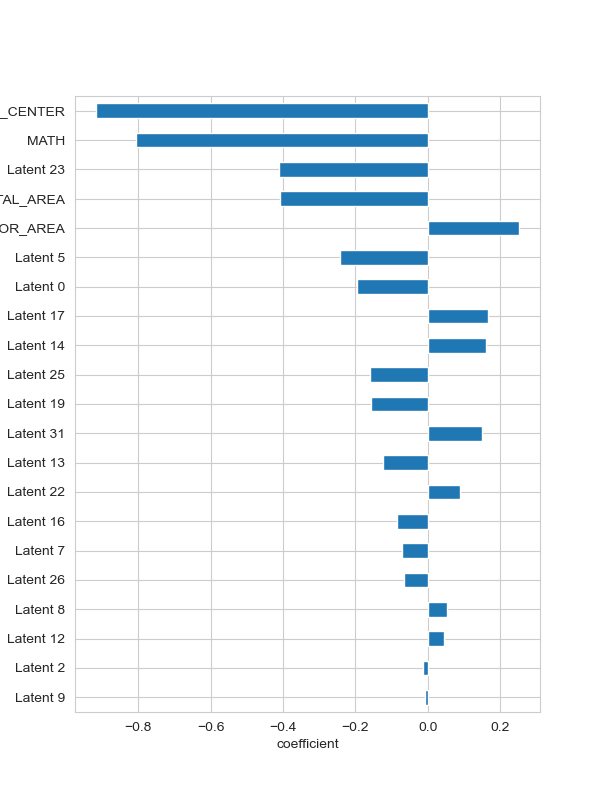 _CENTER
MATH
Latent 23
TAL_AREA
OR_AREA
Latent 5
Latent 0
Latent 17
Latent 14
Latent 25
Latent 19
Latent 31
Latent 13
Latent 22
Latent 16
Latent 7
Latent 26
Latent 8
Latent 12
Latent 2
Latent 9
−0.8 −0.6 −0.4 −0.2 0.0 0.2
coefficient